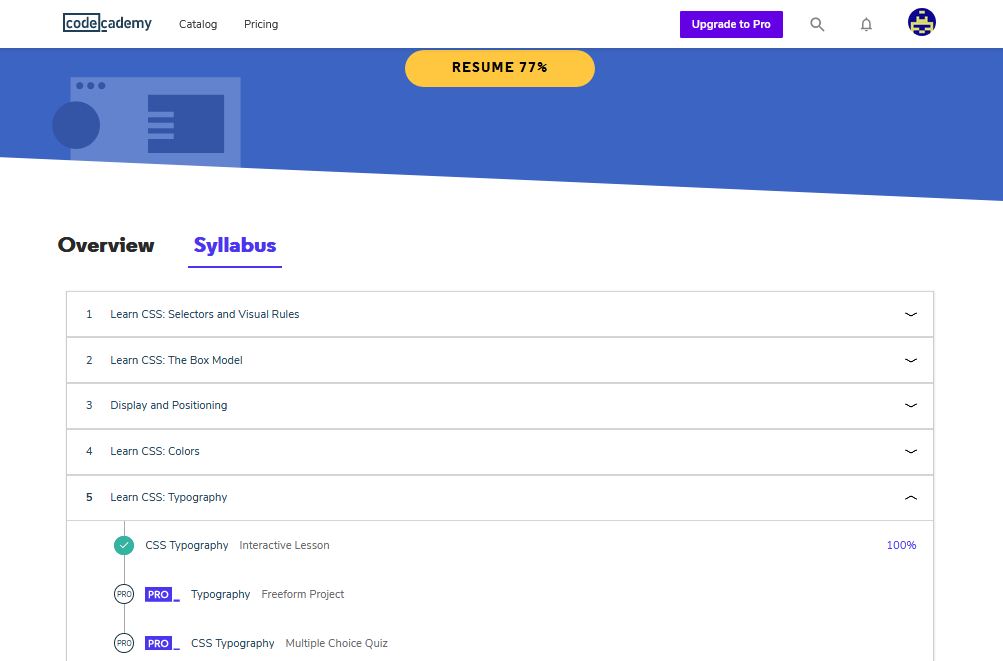 codecademy Catalog Pricing Upgrade to Pro
RESUME 77%
Overview Syllabus
1 Learn CSS: Selectors and Visual Rules
2 Learn CSS: The Box Model
3 Display and Positioning
4 Learn CSS: Colors
5 Learn CSS: Typography
CSS Typography Interactive Lesson 100%
PRO PRO_ Typography Freeform Project
PRO PRO_ CSS Typography Multiple Choice Quiz